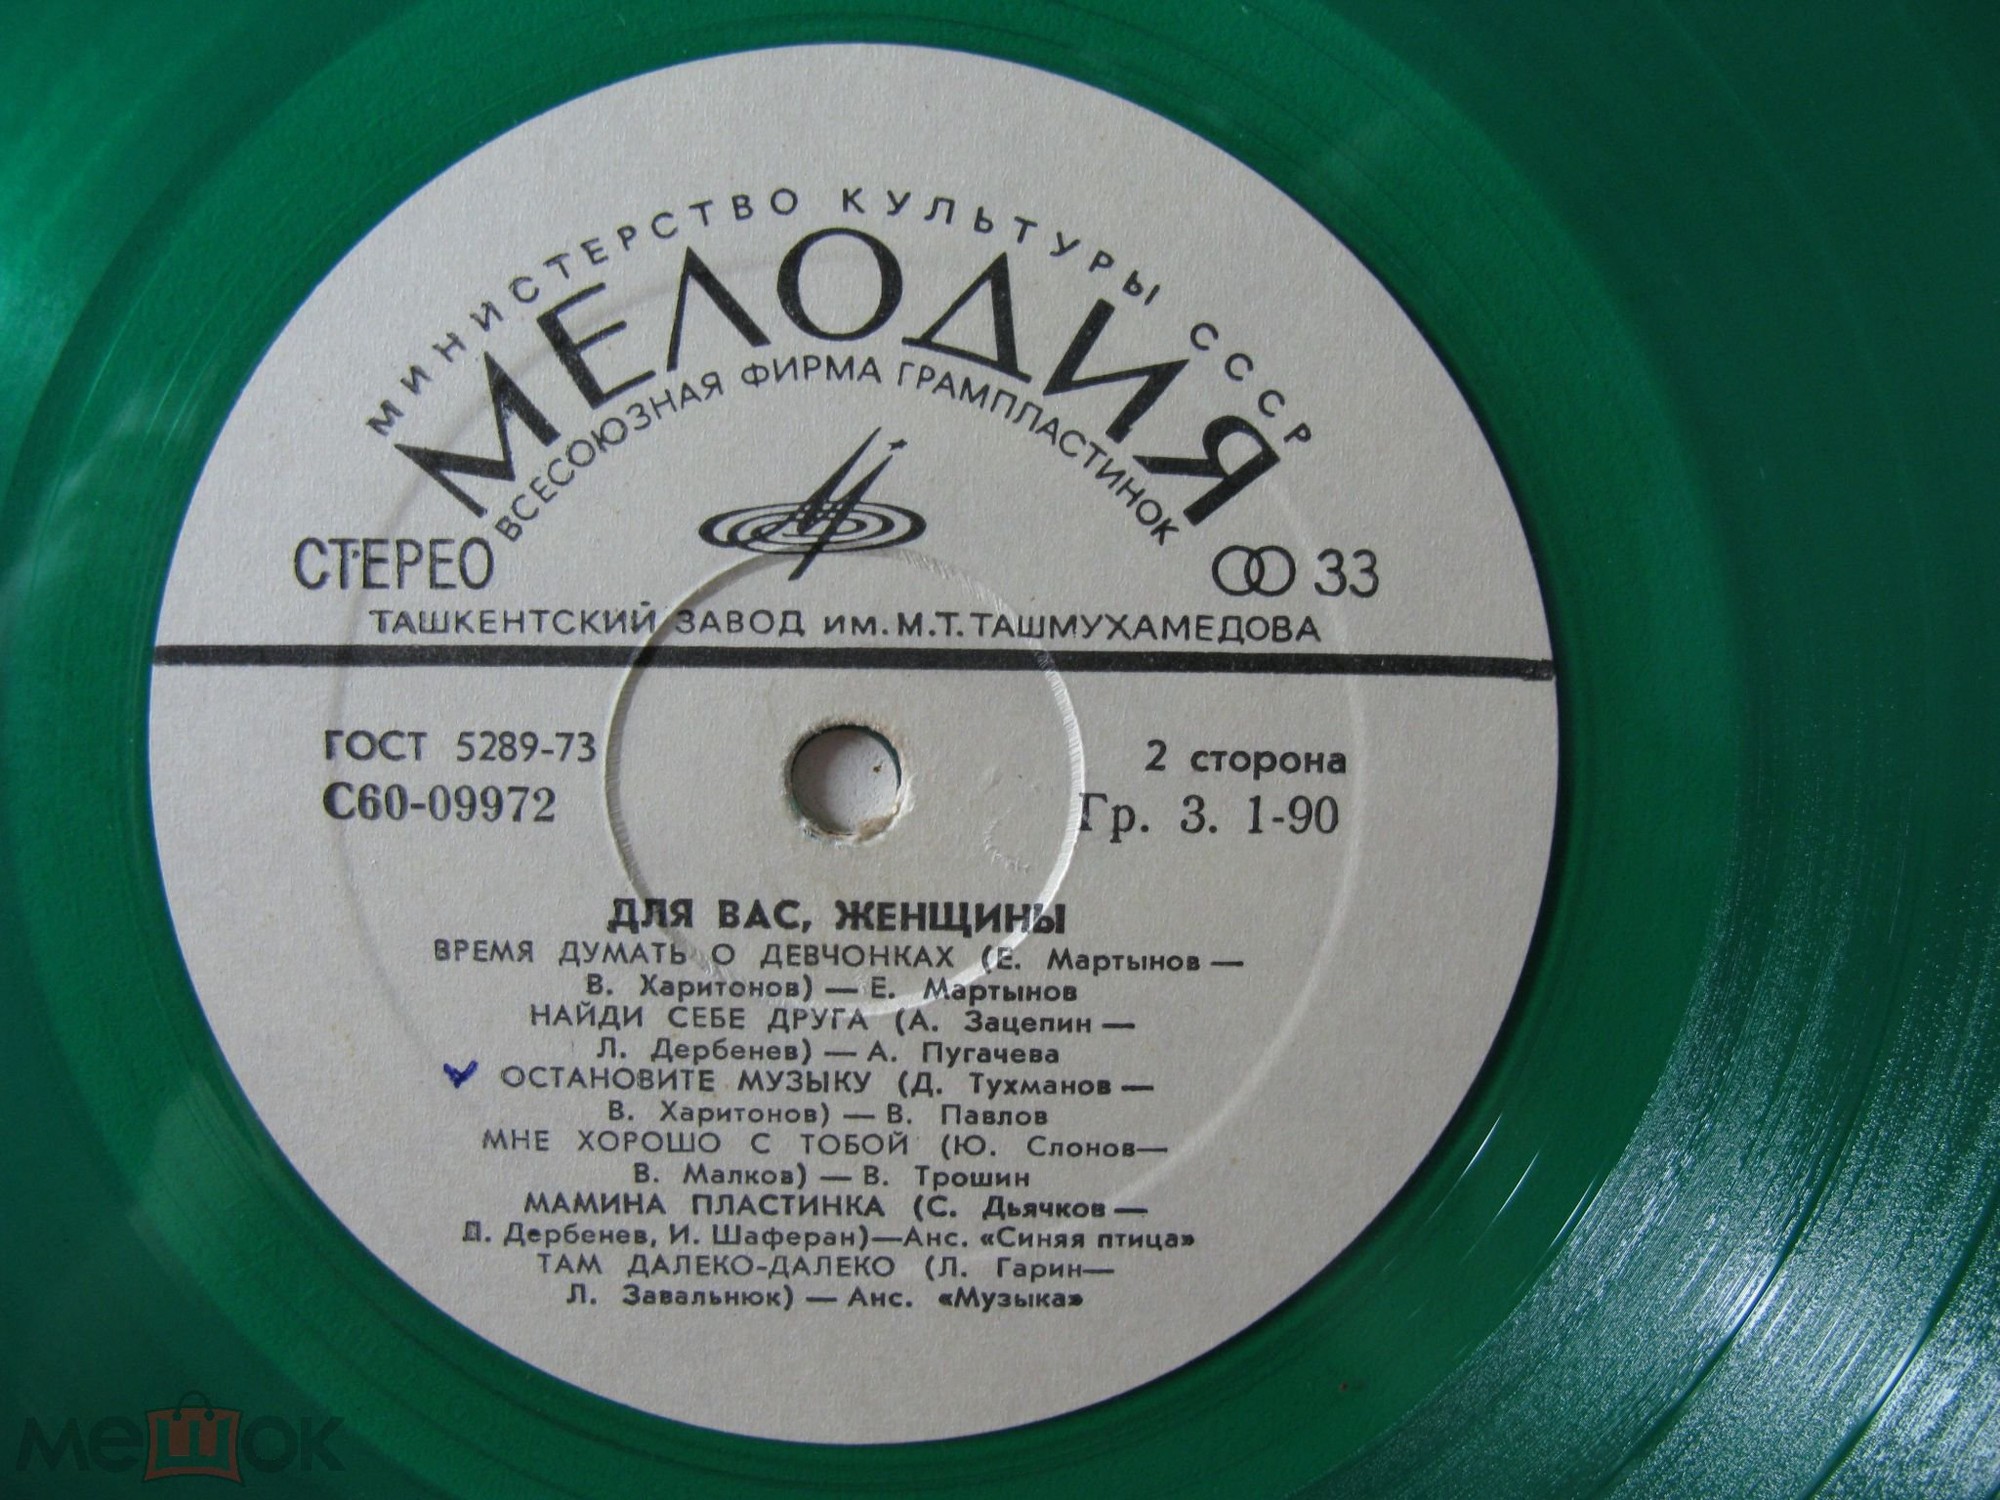 МИНИСТЕРСТВО КУЛЬТУРЫ СССР
МЕЛОДИЯ
ВСЕСОЮЗНАЯ ФИРМА ГРАМПЛАСТИНОК
СТЕРЕО
33
ТАШКЕНТСКИЙ ЗАВОД ИМ. М.Т. ТАШМУХАМЕДОВА
ГОСТ 5289-73
2 сторона
С60-09972
Гр. 3. 1-90
ДЛЯ ВАС, ЖЕНЩИНЫ
ВРЕМЯ ДУМАТЬ О ДЕВЧОНКАХ (Е. Мартынов —
В. Харитонов) — Е. Мартынов
НАЙДИ СЕБЕ ДРУГА (А. Зацепин —
Л. Дербенев) — А. Пугачева
ОСТАНОВИТЕ МУЗЫКУ (Д. Тухманов —
В. Харитонов) — В. Павлов
МНЕ ХОРОШО С ТОБОЙ (Ю. Слонов—
В. Малков) — В. Трошин
МАМИНА ПЛАСТИНКА (С. Дьячков —
Л. Дербенев, И. Шаферан)—Анс. «Синяя птица»
ТАМ ДАЛЕКО-ДАЛЕКО (Л. Гарин—
Л. Завальнюк) — Анс. «Музыка»
мешок